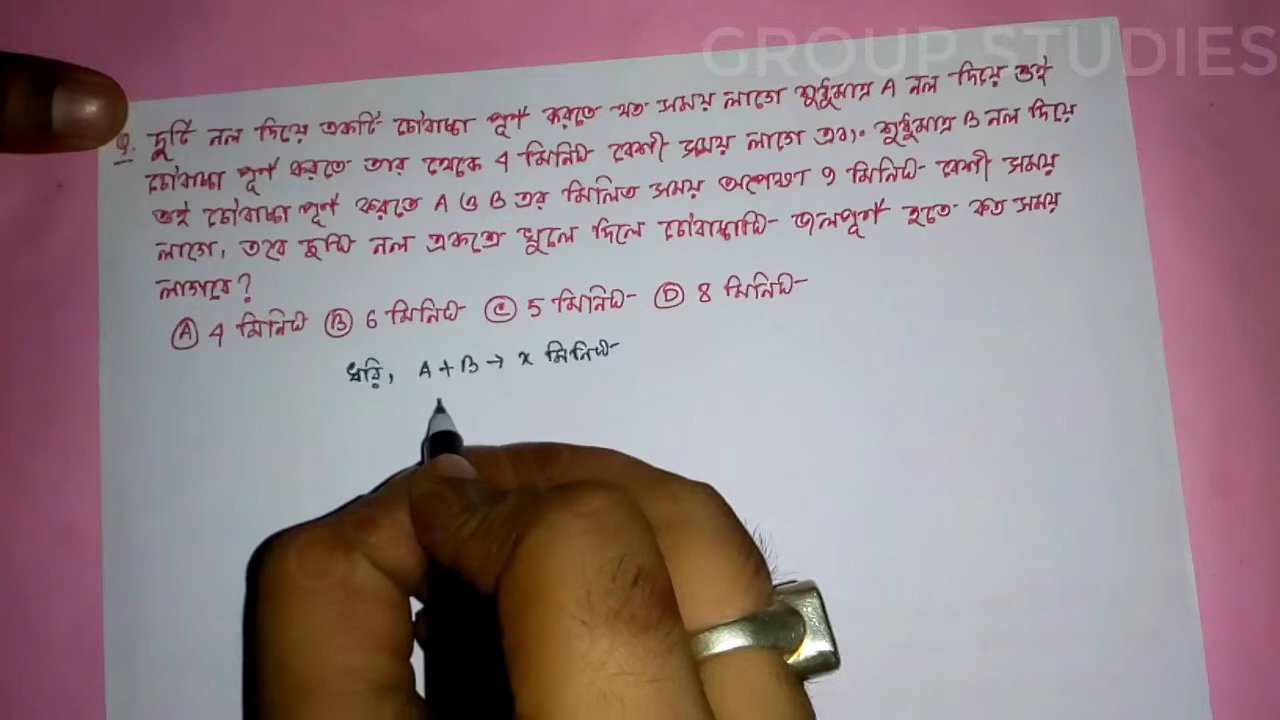 GROUP STUDIES
Q. দুটি নল দিয়ে একটি চৌবাচ্চা পূর্ণ করতে যত সময় লাগে শুধুমাত্র A নল দিয়ে ওই
চৌবাচ্চা পূর্ণ করতে তার থেকে 4 মিনিট বেশী সময় লাগে এবং শুধুমাত্র B নল দিয়ে
ওই চৌবাচ্চা পূর্ণ করতে A ও B এর মিলিত সময় অপেক্ষা 9 মিনিট বেশী সময়
লাগে, তবে দুটি নল একত্রে খুলে দিলে চৌবাচ্চাটি জলপূর্ণ হতে কত সময়
লাগবে?
Ⓐ 4 মিনিট Ⓑ 6 মিনিট Ⓒ 5 মিনিট Ⓓ 8 মিনিট
ধরি, A + B → x মিনিট